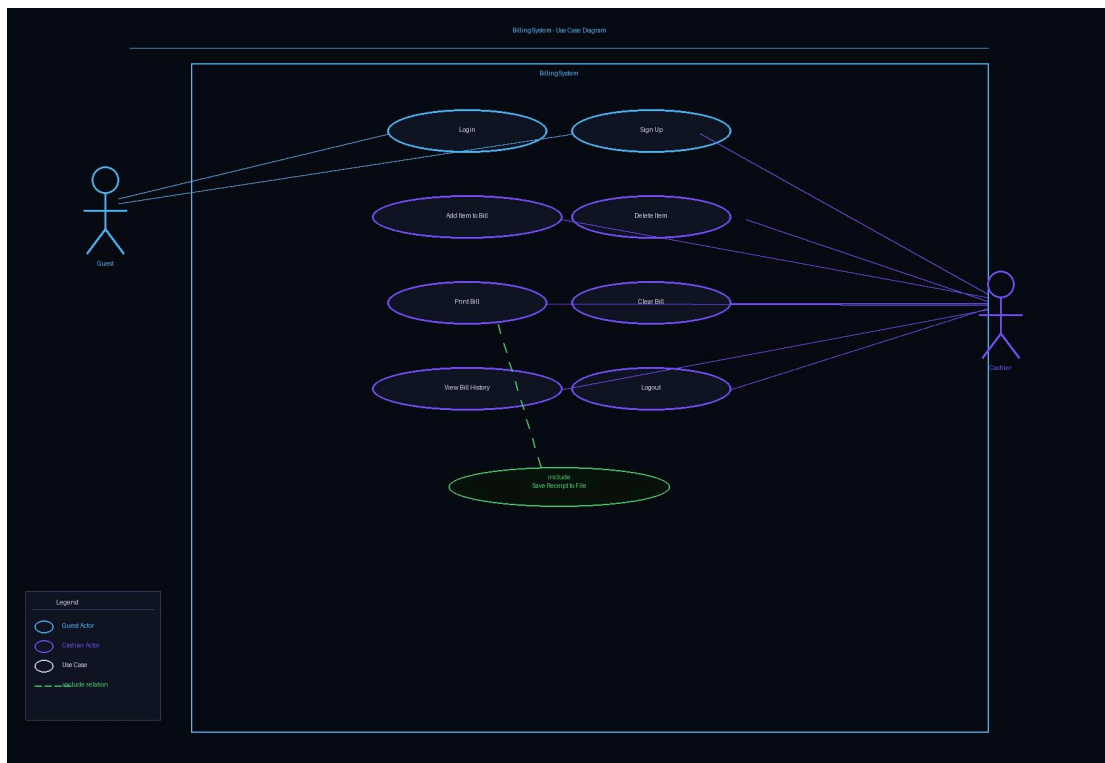 BillingSystem - Use Case Diagram
BillingSystem
Login
Sign Up
Guest
Add Item to Bill
Delete Item
Print Bill
Clear Bill
Cashier
View Bill History
Logout
include
Save Receipt to File
Legend
Guest Actor
Cashier Actor
Use Case
include relation